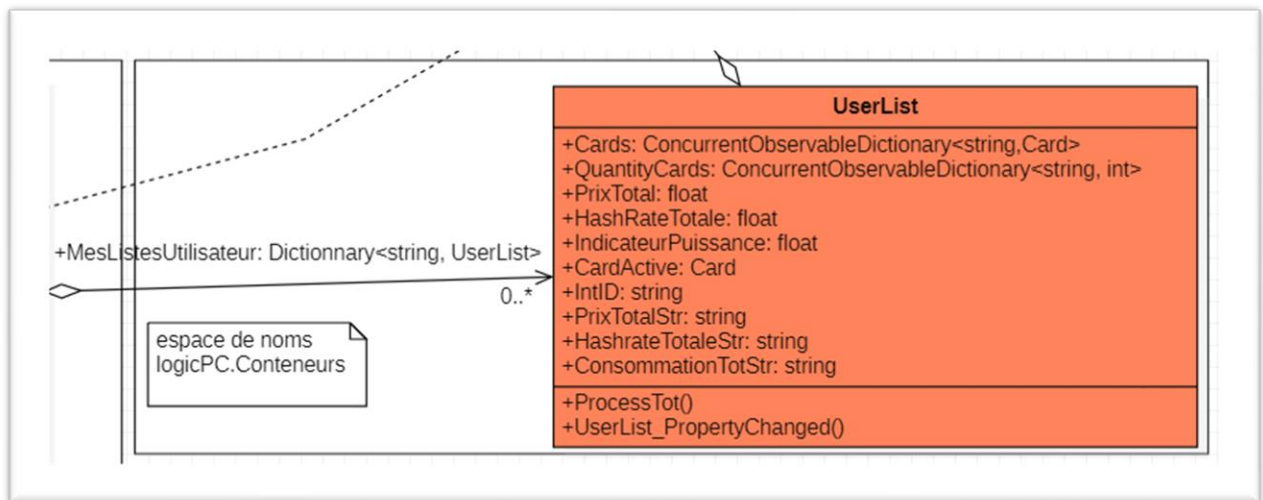 UserList
+Cards: ConcurrentObservableDictionary<string,Card>
+QuantityCards: ConcurrentObservableDictionary<string, int>
+PrixTotal: float
+HashRateTotale: float
+IndicateurPuissance: float
+CardActive: Card
+IntID: string
+PrixTotalStr: string
+HashrateTotaleStr: string
+ConsommationTotStr: string
+ProcessTot()
+UserList_PropertyChanged()
+MesListesUtilisateur: Dictionnary<string, UserList>
0..*
espace de noms
logicPC.Conteneurs